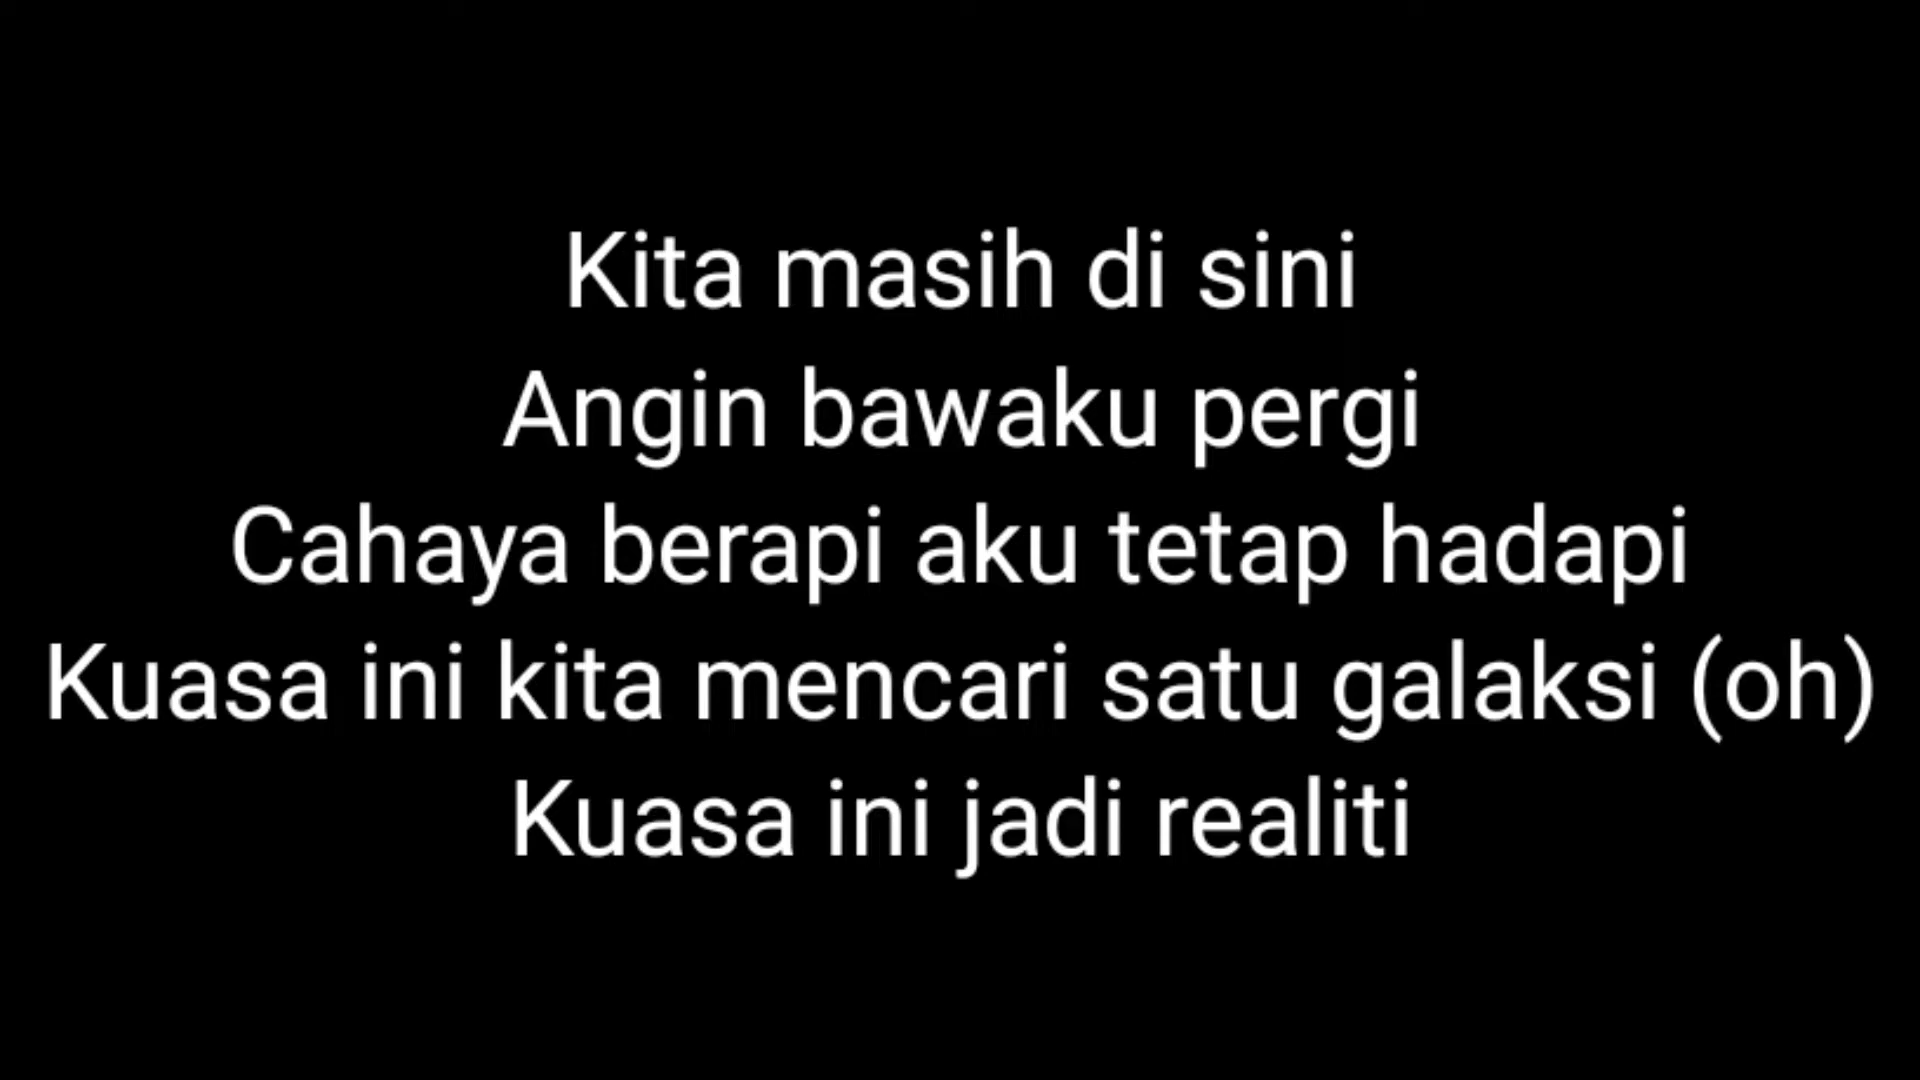 Kita masih di sini
Angin bawaku pergi
Cahaya berapi aku tetap hadapi
Kuasa ini kita mencari satu galaksi (oh)
Kuasa ini jadi realiti